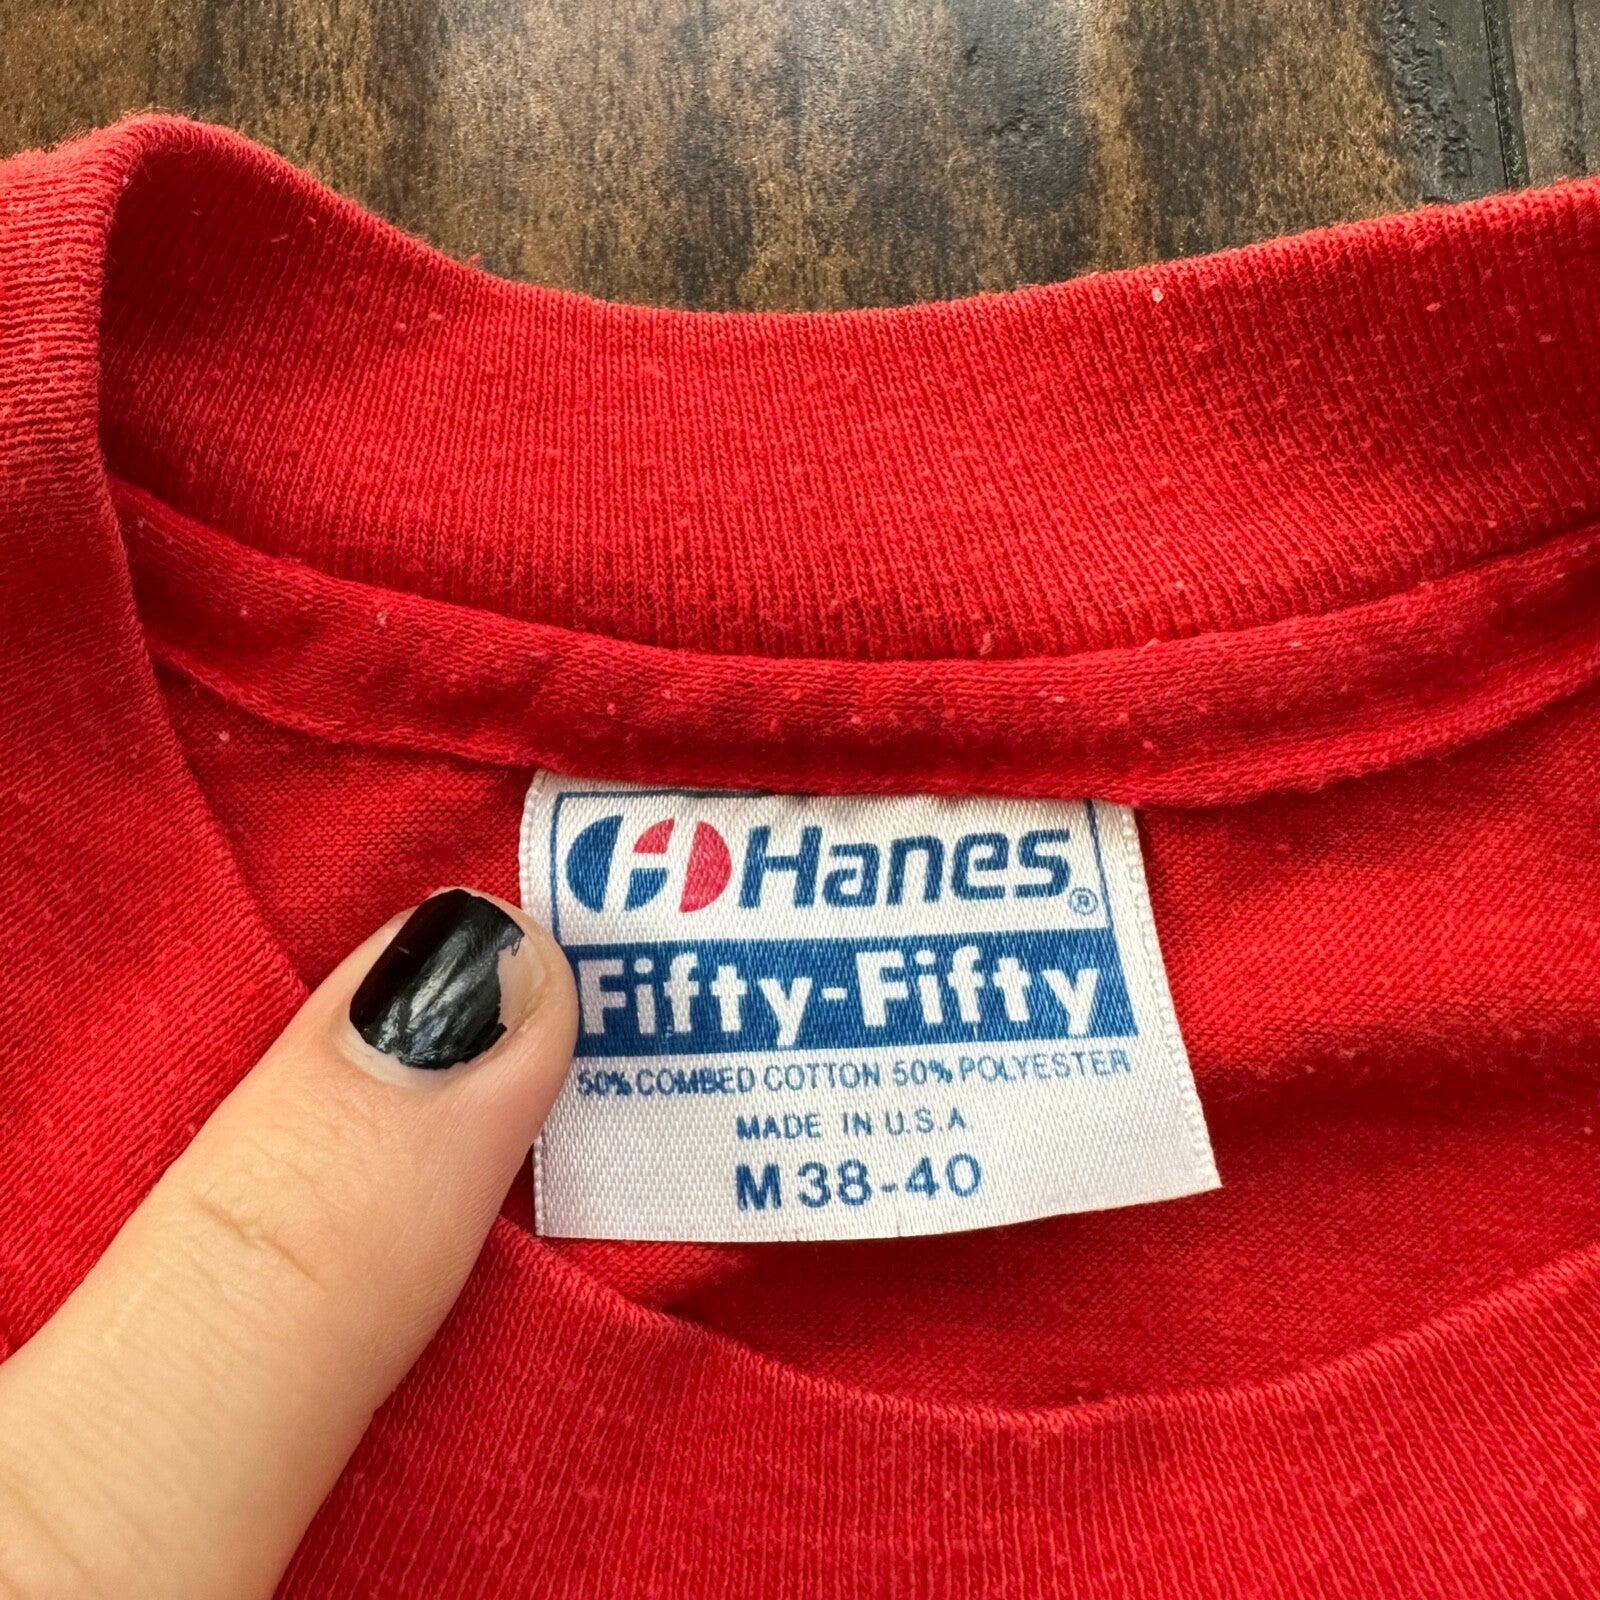 H Hanes®
Fifty-Fifty
50% COMBED COTTON 50% POLYESTER
MADE IN U.S.A
M 38-40